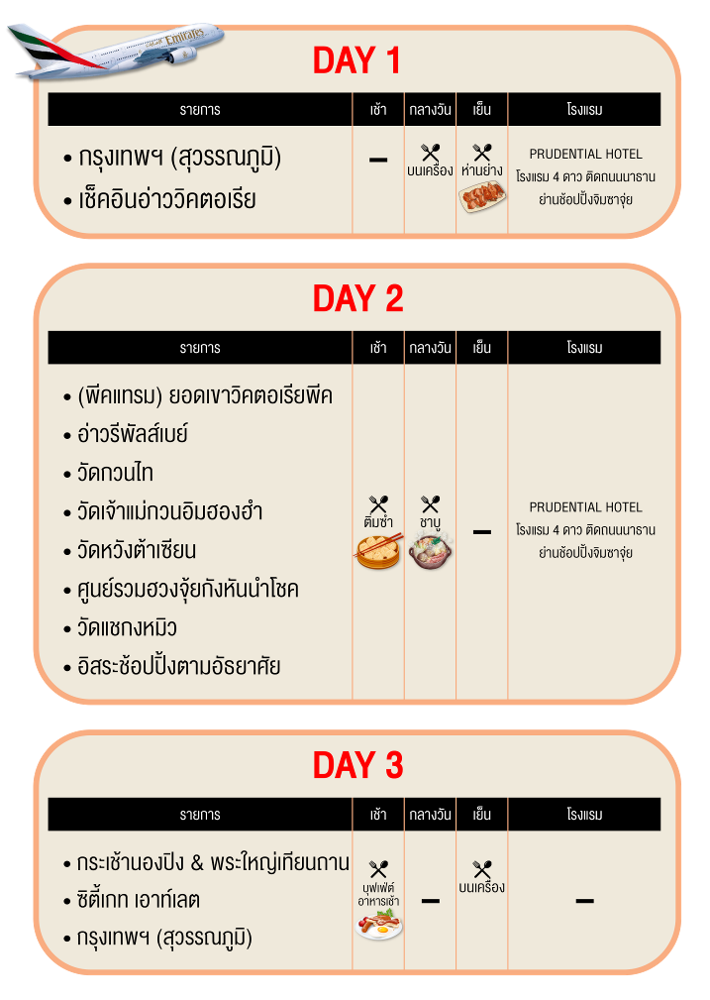 Emirates
DAY 1
รายการ เช้า กลางวัน เย็น โรงแรม
• กรุงเทพฯ (สุวรรณภูมิ)
• เช็คอินอ่าววิคตอเรีย
–
บนเครื่อง
ห่านย่าง
PRUDENTIAL HOTEL
โรงแรม 4 ดาว ติดถนนนาธาน
ย่านช้อปปิ้งจิมซาจุ่ย
DAY 2
รายการ เช้า กลางวัน เย็น โรงแรม
• (พีคแทรม) ยอดเขาวิคตอเรียพีค
• อ่าวรีพัลส์เบย์
• วัดกวนไท
• วัดเจ้าแม่กวนอิมฮองฮำ
• วัดหวังต้าเซียน
• ศูนย์รวมฮวงจุ้ยกังหันนำโชค
• วัดแชกงหมิว
• อิสระช้อปปิ้งตามอัธยาศัย
ติ่มซำ
ชาบู
–
PRUDENTIAL HOTEL
โรงแรม 4 ดาว ติดถนนนาธาน
ย่านช้อปปิ้งจิมซาจุ่ย
DAY 3
รายการ เช้า กลางวัน เย็น โรงแรม
• กระเช้านองปิง & พระใหญ่เทียนถาน
• ซิตี้เกท เอาท์เลต
• กรุงเทพฯ (สุวรรณภูมิ)
บุฟเฟ่ต์
อาหารเช้า
–
บนเครื่อง
–